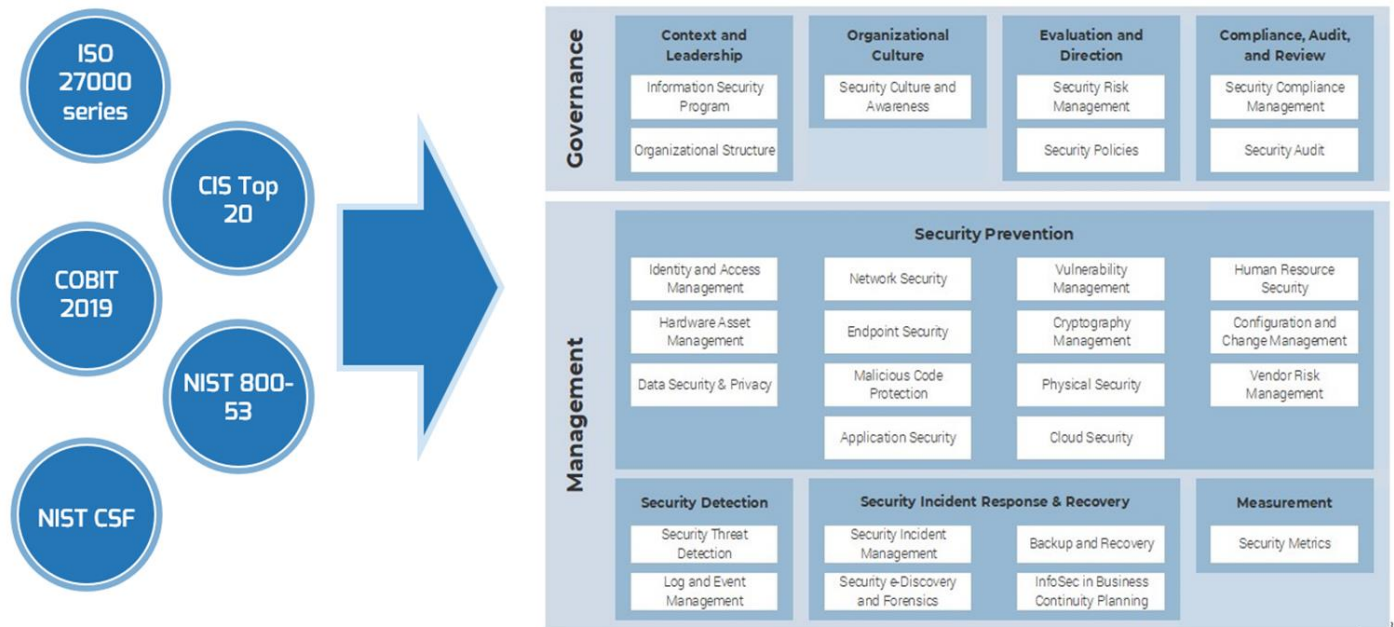 ISO
27000
series
CIS Top
20
COBIT
2019
NIST 800-
53
NIST CSF
Governance
Context and
Leadership
Information Security
Program
Organizational Structure
Organizational
Culture
Security Culture and
Awareness
Evaluation and
Direction
Security Risk
Management
Security Policies
Compliance, Audit,
and Review
Security Compliance
Management
Security Audit
Management
Security Prevention
Identity and Access
Management
Hardware Asset
Management
Data Security & Privacy
Network Security
Endpoint Security
Malicious Code
Protection
Application Security
Vulnerability
Management
Cryptography
Management
Physical Security
Cloud Security
Human Resource
Security
Configuration and
Change Management
Vendor Risk
Management
Security Detection
Security Threat
Detection
Log and Event
Management
Security Incident Response & Recovery
Security Incident
Management
Security e-Discovery
and Forensics
Backup and Recovery
InfoSec in Business
Continuity Planning
Measurement
Security Metrics